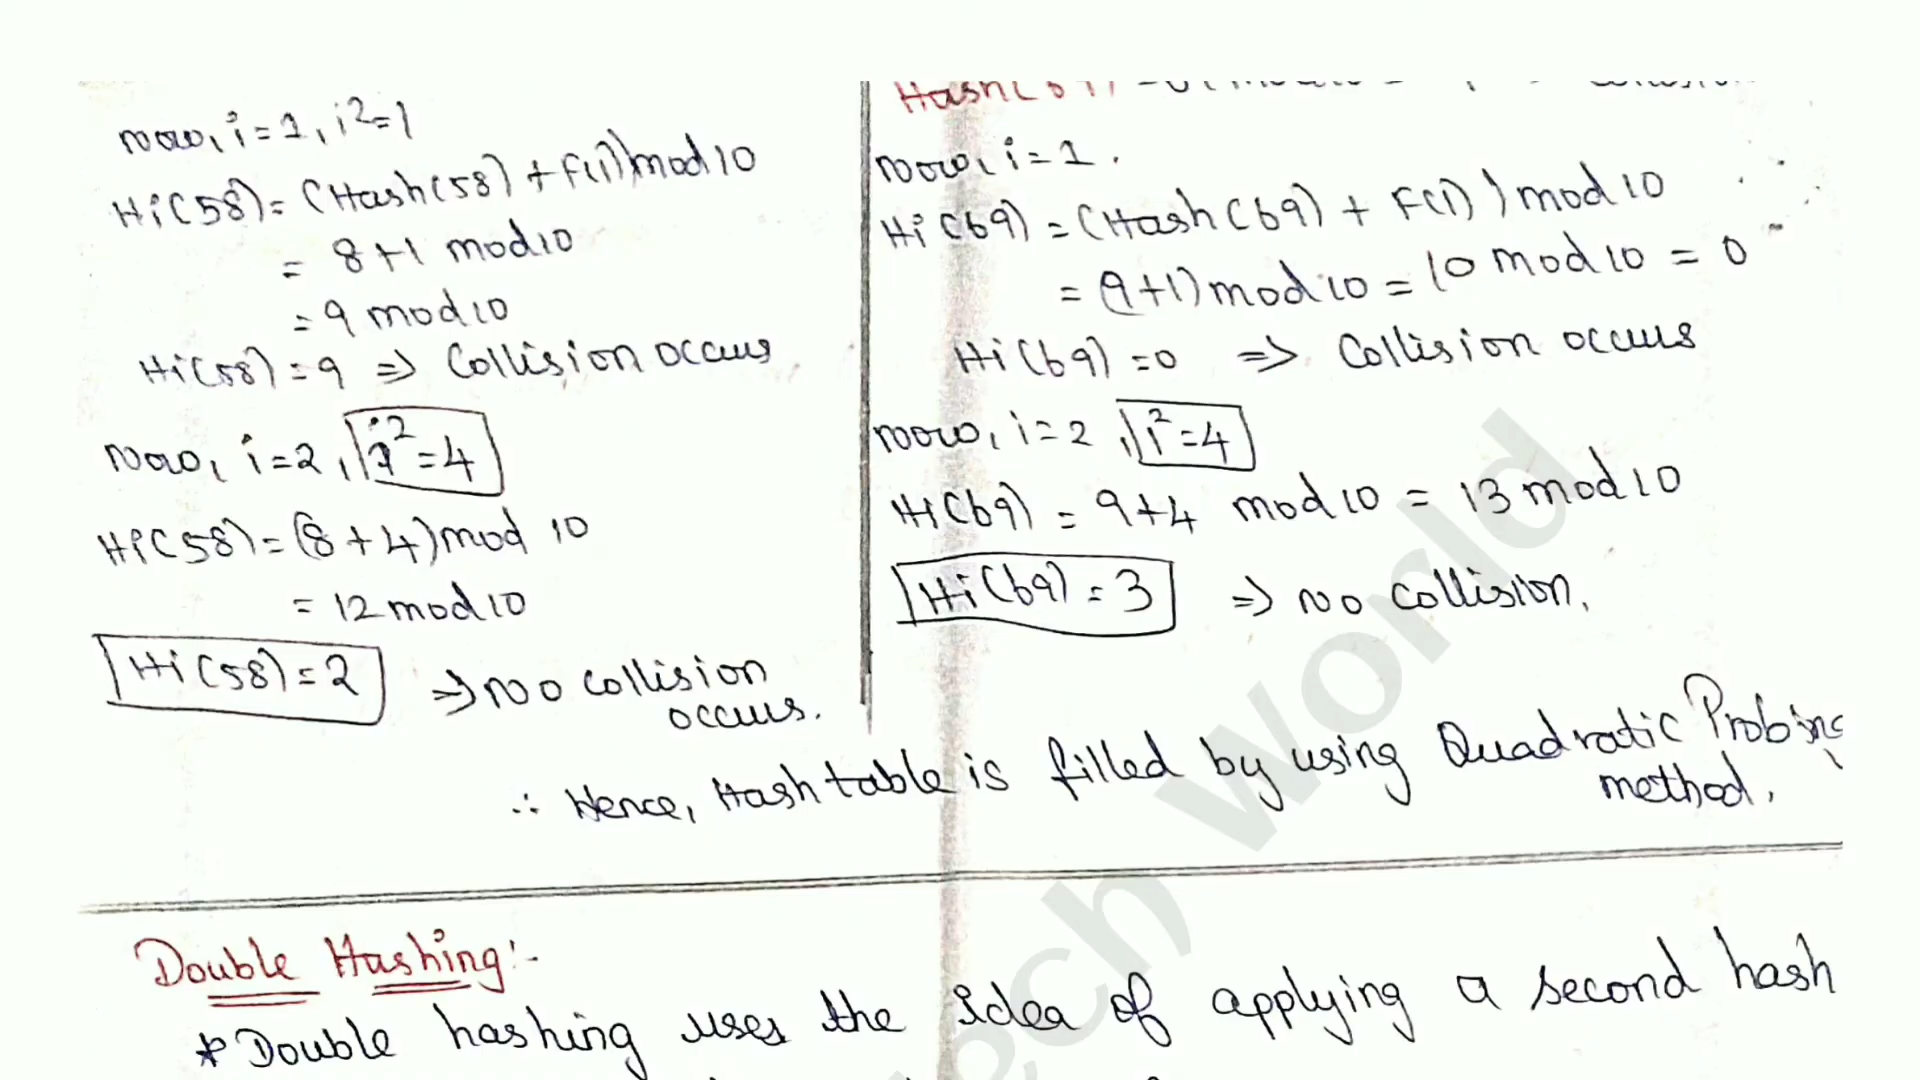 now, i=1, i²=1
Hi(58)= (Hash(58) + F(1)) mod 10
= 8+1 mod 10
= 9 mod 10
Hi(58) = 9 => Collision occurs
now, i=2, i²=4
Hi(58)= (8+4) mod 10
= 12 mod 10
Hi(58)=2 => No collision
occurs.
now, i=1.
Hi(69) = (Hash(69) + F(1)) mod 10
= (9+1) mod 10 = 10 mod 10 = 0
Hi(69) = 0 => Collision occurs
now, i=2, i²=4
Hi(69) = 9+4 mod 10 = 13 mod 10
Hi(69) = 3 => No collision.
∴ Hence, Hash table is filled by using Quadratic Probing
method.
Double Hashing:-
* Double hashing uses the idea of applying a second hash
ech world